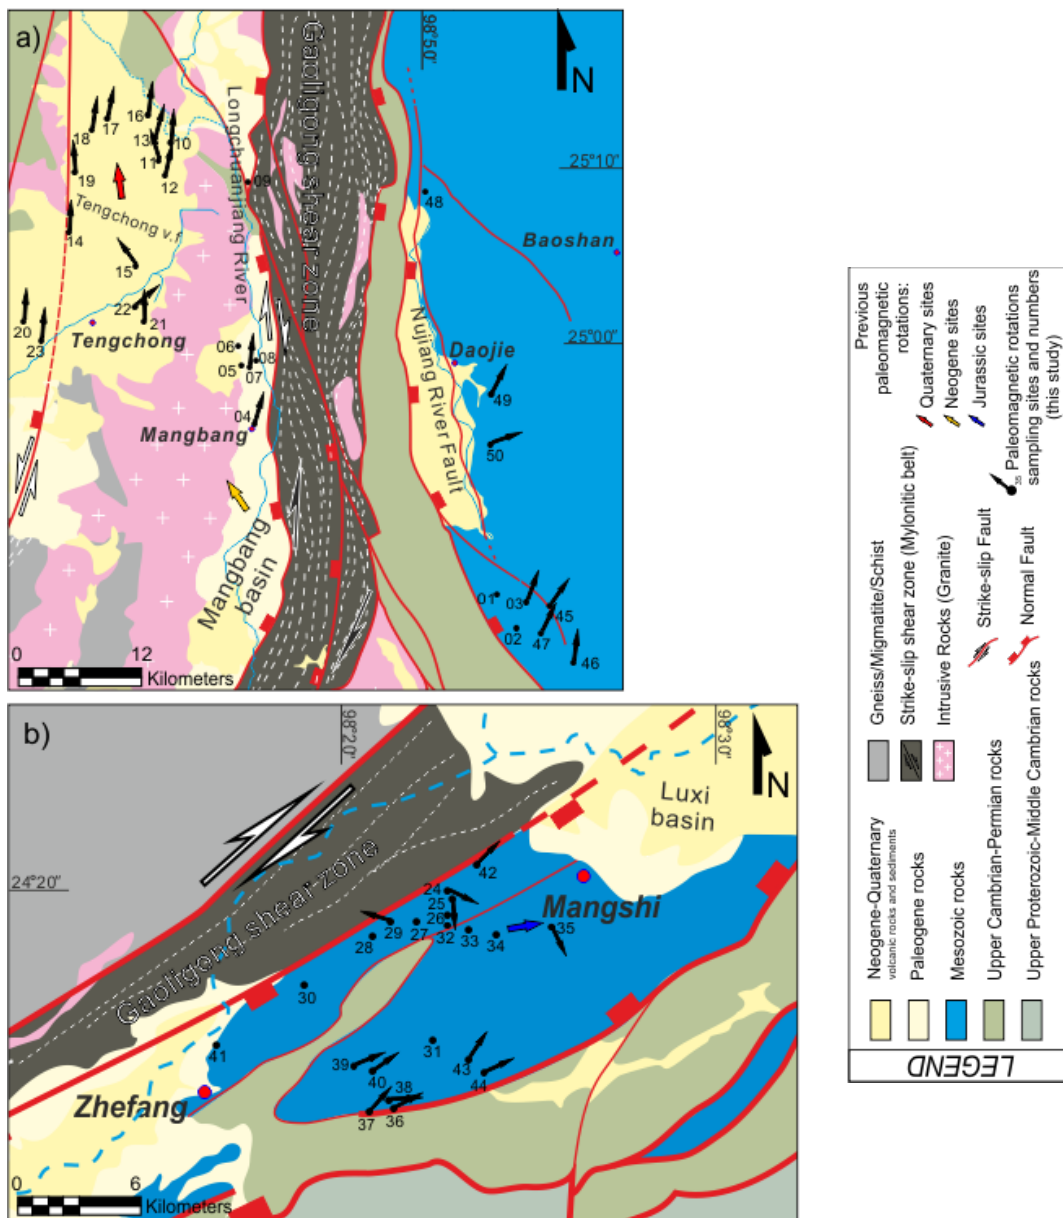 a)
98°50'
N
Gaoligong shear zone
Longchuanjiang River
16
17
18
13
10
11
12
19
09
25°10''
48
Tengchong v.f
14
Baoshan
15
22
21
20
23
Tengchong
25°00'
Nujiang River Fault
Daojie
06
08
05
07
49
04
Mangbang
50
Mangbang
basin
01
03
45
02
47
46
0
12
Kilometers
b)
98°20'
98°30'
N
Luxi
basin
Gaoligong shear zone
24°20''
42
24
25
26
Mangshi
29
27
32
33
34
35
28
30
41
31
39
40
43
44
38
37
36
Zhefang
0
6
Kilometers
LEGEND
Neogene-Quaternary
volcanic rocks and sediments
Paleogene rocks
Mesozoic rocks
Upper Cambrian-Permian rocks
Upper Proterozoic-Middle Cambrian rocks
Gneiss/Migmatite/Schist
Strike-slip shear zone (Mylonitic belt)
Intrusive Rocks (Granite)
Strike-slip Fault
Normal Fault
Previous
paleomagnetic
rotations:
Quaternary sites
Neogene sites
Jurassic sites
35
Paleomagnetic rotations
sampling sites and numbers
(this study)